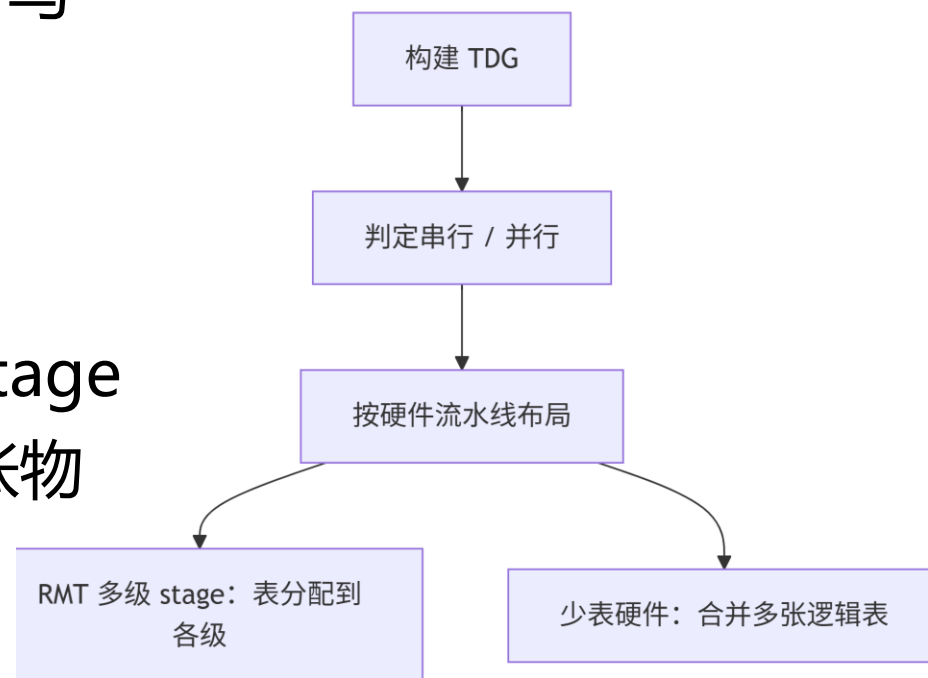 与
构建 TDG
判定串行 / 并行
tage
按硬件流水线布局
物
RMT 多级 stage：表分配到
各级
少表硬件：合并多张逻辑表